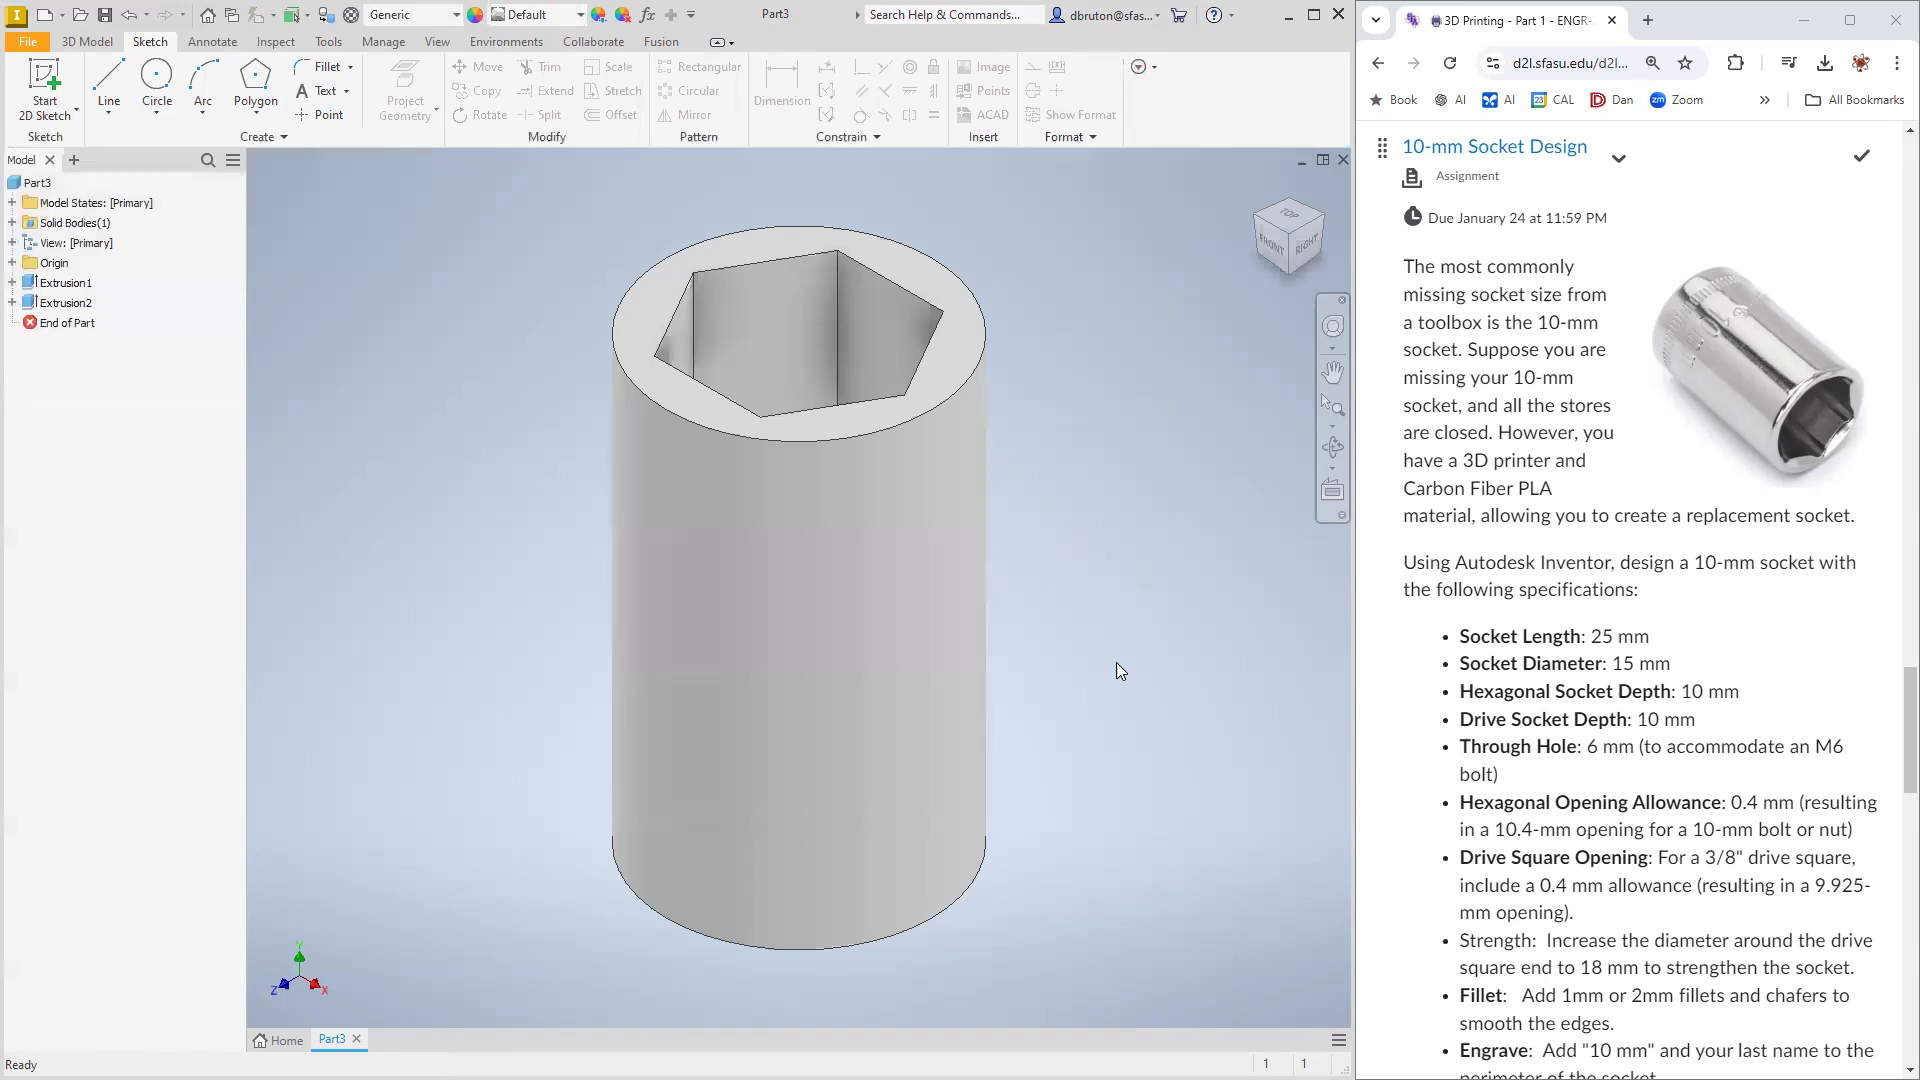 Generic
Default
Part3
Search Help & Commands...
dbruton@sfas...
File
3D Model
Sketch
Annotate
Inspect
Tools
Manage
View
Environments
Collaborate
Fusion
Start
2D Sketch
Line
Circle
Arc
Polygon
Fillet
Text
Point
Project
Geometry
Move
Copy
Rotate
Trim
Extend
Split
Scale
Stretch
Offset
Rectangular
Circular
Mirror
Dimension
Image
Points
ACAD
Show Format
Sketch
Create
Modify
Pattern
Constrain
Insert
Format
Model
Part3
Model States: [Primary]
Solid Bodies(1)
View: [Primary]
Origin
Extrusion1
Extrusion2
End of Part
TOP
FRONT
RIGHT
Y
Z
X
Home
Part3
Ready
1
1
3D Printing - Part 1 - ENGR-
d2l.sfasu.edu/d2l...
Book
AI
AI
CAL
Dan
Zoom
All Bookmarks
10-mm Socket Design
Assignment
Due January 24 at 11:59 PM
The most commonly
missing socket size from
a toolbox is the 10-mm
socket. Suppose you are
missing your 10-mm
socket, and all the stores
are closed. However, you
have a 3D printer and
Carbon Fiber PLA
material, allowing you to create a replacement socket.
Using Autodesk Inventor, design a 10-mm socket with
the following specifications:
• Socket Length: 25 mm
• Socket Diameter: 15 mm
• Hexagonal Socket Depth: 10 mm
• Drive Socket Depth: 10 mm
• Through Hole: 6 mm (to accommodate an M6
bolt)
• Hexagonal Opening Allowance: 0.4 mm (resulting
in a 10.4-mm opening for a 10-mm bolt or nut)
• Drive Square Opening: For a 3/8" drive square,
include a 0.4 mm allowance (resulting in a 9.925-
mm opening).
• Strength: Increase the diameter around the drive
square end to 18 mm to strengthen the socket.
• Fillet: Add 1mm or 2mm fillets and chafers to
smooth the edges.
• Engrave: Add "10 mm" and your last name to the
perimeter of the socket